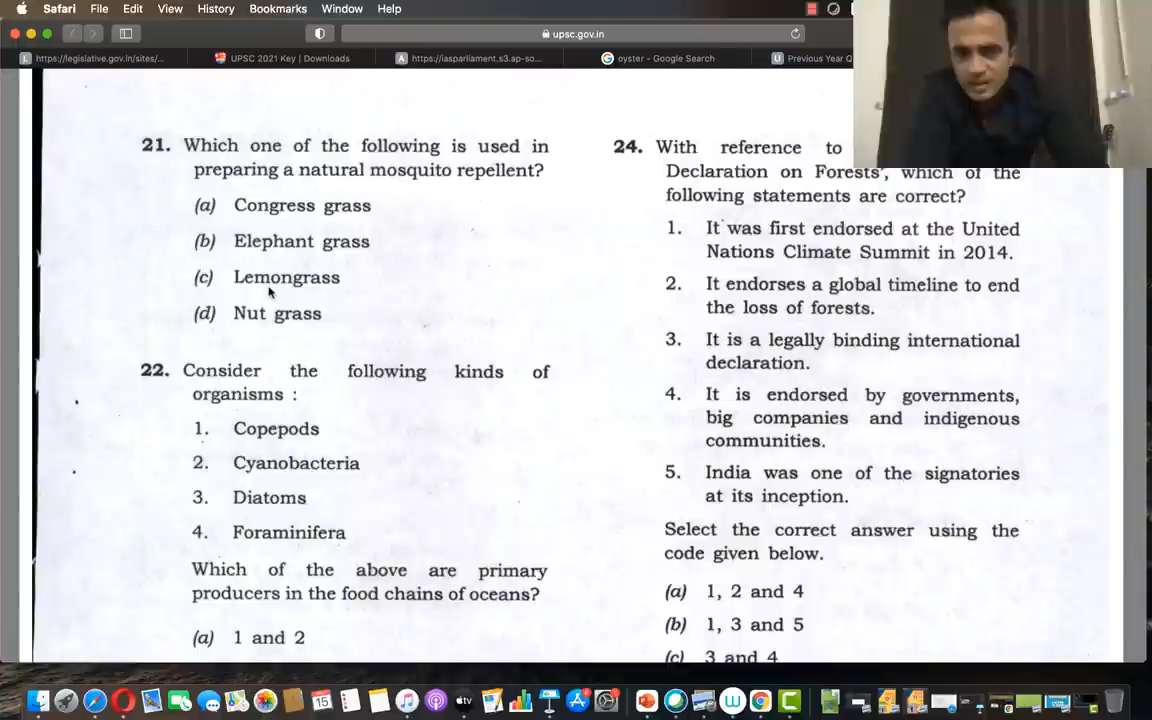 Safari File Edit View History Bookmarks Window Help
upsc.gov.in
https://legislative.gov.in/sites/...
UPSC 2021 Key | Downloads
https://iasparliament.s3.ap-so...
oyster - Google Search
Previous Year Q
21. Which one of the following is used in
preparing a natural mosquito repellent?
(a) Congress grass
(b) Elephant grass
(c) Lemongrass
(d) Nut grass
22. Consider the following kinds of
organisms :
1. Copepods
2. Cyanobacteria
3. Diatoms
4. Foraminifera
Which of the above are primary
producers in the food chains of oceans?
(a) 1 and 2
24. With reference to
Declaration on Forests', which of the
following statements are correct?
1. It was first endorsed at the United
Nations Climate Summit in 2014.
2. It endorses a global timeline to end
the loss of forests.
3. It is a legally binding international
declaration.
4. It is endorsed by governments,
big companies and indigenous
communities.
5. India was one of the signatories
at its inception.
Select the correct answer using the
code given below.
(a) 1, 2 and 4
(b) 1, 3 and 5
(c) 3 and 4
15